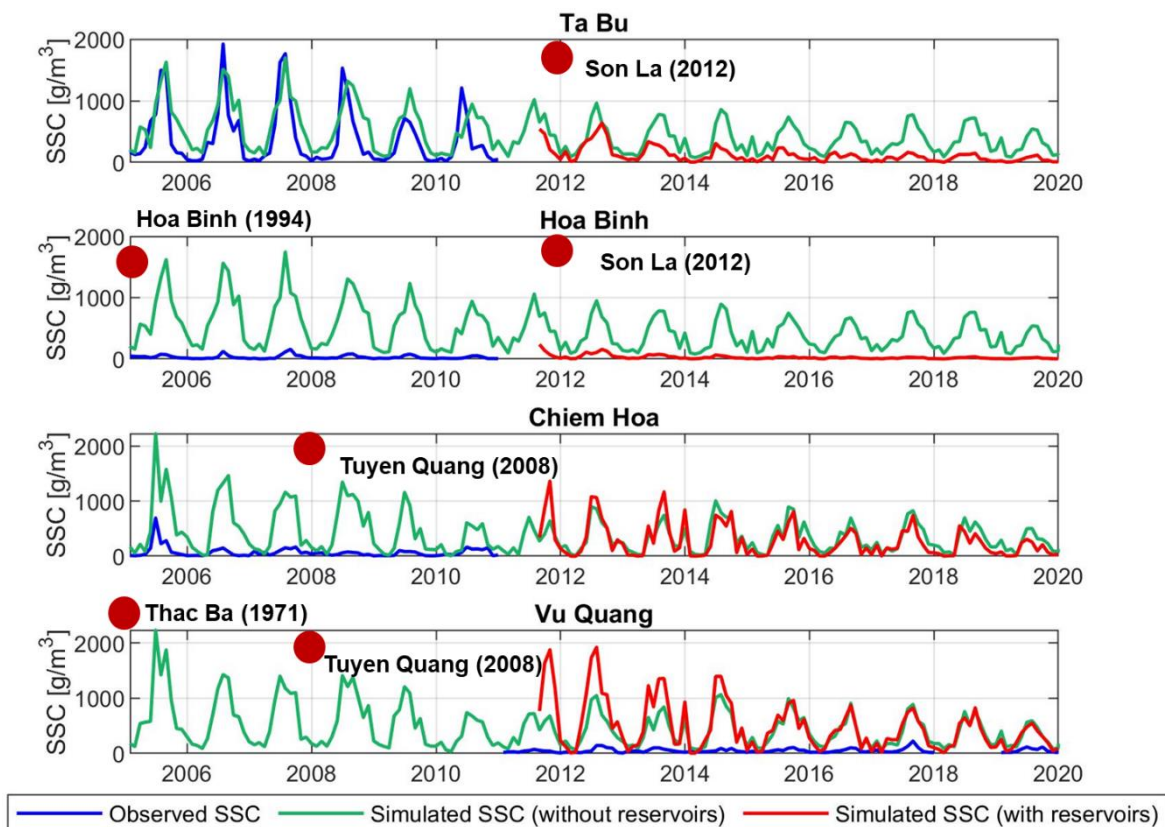 Ta Bu
SSC [g/m³]
2000
1000
0
Son La (2012)
2006 2008 2010 2012 2014 2016 2018 2020
Hoa Binh (1994)
Hoa Binh
SSC [g/m³]
2000
1000
0
Son La (2012)
2006 2008 2010 2012 2014 2016 2018 2020
Chiem Hoa
SSC [g/m³]
2000
1000
0
Tuyen Quang (2008)
2006 2008 2010 2012 2014 2016 2018 2020
Thac Ba (1971)
Vu Quang
SSC [g/m³]
2000
1000
0
Tuyen Quang (2008)
2006 2008 2010 2012 2014 2016 2018 2020
Observed SSC Simulated SSC (without reservoirs) Simulated SSC (with reservoirs)